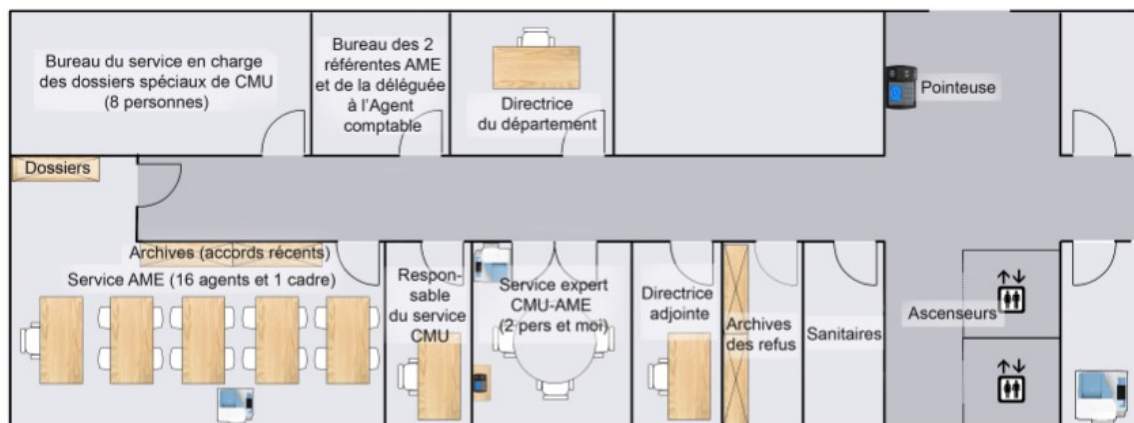 Bureau du service en charge
des dossiers spéciaux de CMU
(8 personnes)
Bureau des 2
référentes AME
et de la déléguée
à l'Agent
comptable
Directrice
du département
Pointeuse
Dossiers
Archives (accords récents)
Service AME (16 agents et 1 cadre)
Respon-
sable
du service
CMU
Service expert
CMU-AME
(2 pers et moi)
Directrice
adjointe
Archives
des refus
Sanitaires
Ascenseurs